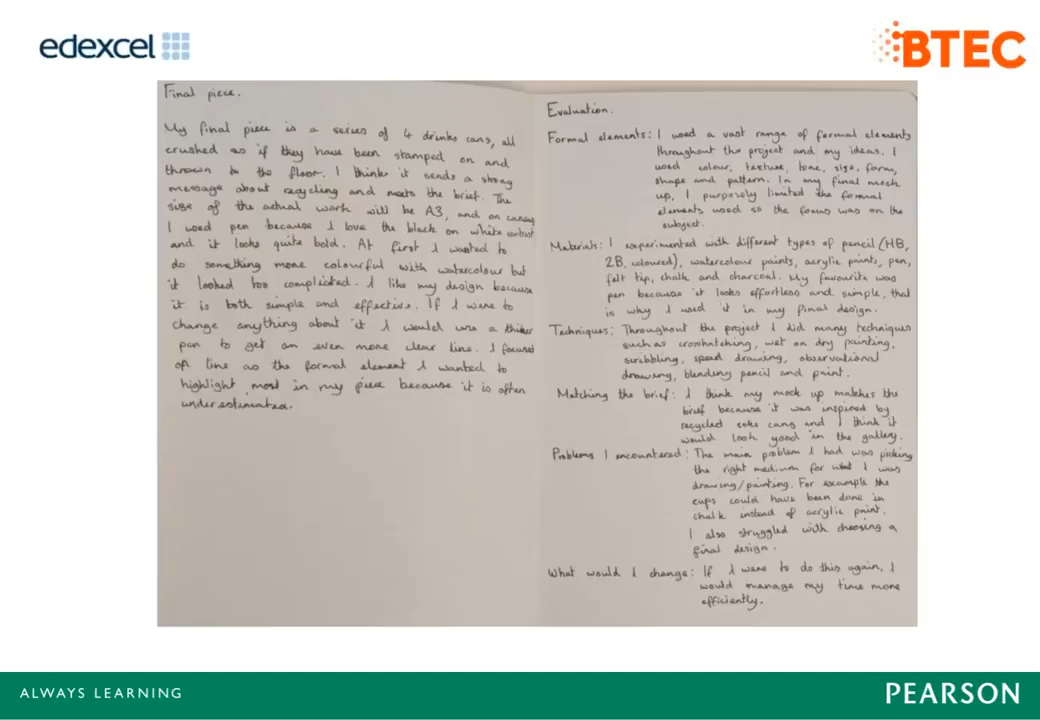 edexcel
BTEC
Final piece.
My final piece is a series of 4 drinks cans, all
crushed as if they have been stamped on and
thrown to the floor. I think it sends a strong
message about recycling and meets the brief. The
size of the actual work will be A3, and on canvas
I used pen because I love the black on white contrast
and it looks quite bold. At first I wanted to
do something more colourful with watercolour but
it looked too complicated. I like my design because
it is both simple and effective. If I were to
change anything about it I would use a thicker
pen to get an even more clear line. I focused
on line as the formal element I wanted to
highlight most in my piece because it is often
underestimated.
Evaluation.
Formal elements: I used a vast range of formal elements
throughout the project and my ideas. I
used colour, texture, tone, size, form,
shape and pattern. In my final mock
up, I purposely limited the formal
elements used so the focus was on the
subject.
Materials: I experimented with different types of pencil (HB,
2B, coloured), watercolour paints, acrylic paints, pen,
felt tip, chalk and charcoal. My favourite was
pen because it looks effortless and simple, that
is why I used it in my final design.
Techniques: Throughout the project I did many techniques
such as crosshatching, wet on dry painting,
scribbling, speed drawing, observational
drawing, blending pencil and paint.
Matching the brief: I think my mock up matches the
brief because it was inspired by
recycled coke cans and I think it
would look good in the gallery.
Problems I encountered: The main problem I had was picking
the right medium for what I was
drawing/painting. For example the
cups could have been done in
chalk instead of acrylic paint.
I also struggled with choosing a
final design.
What would I change: If I were to do this again, I
would manage my time more
efficiently.
ALWAYS LEARNING
PEARSON